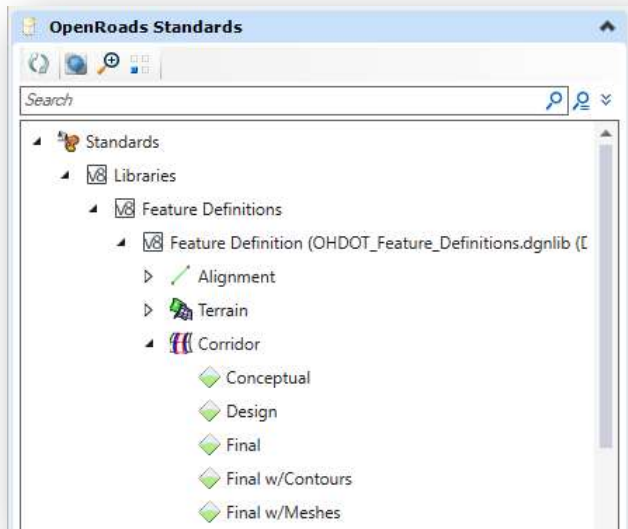 OpenRoads Standards
Search
Standards
V8 Libraries
V8 Feature Definitions
V8 Feature Definition (OHDOT_Feature_Definitions.dgnlib (D
Alignment
Terrain
Corridor
Conceptual
Design
Final
Final w/Contours
Final w/Meshes